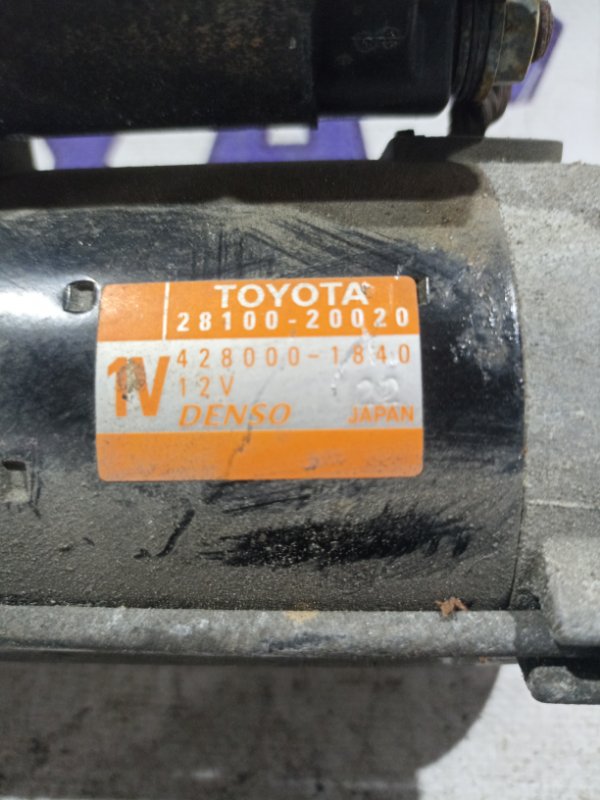 TOYOTA
28100-20020
1V
428000-1840
12V
DENSO JAPAN